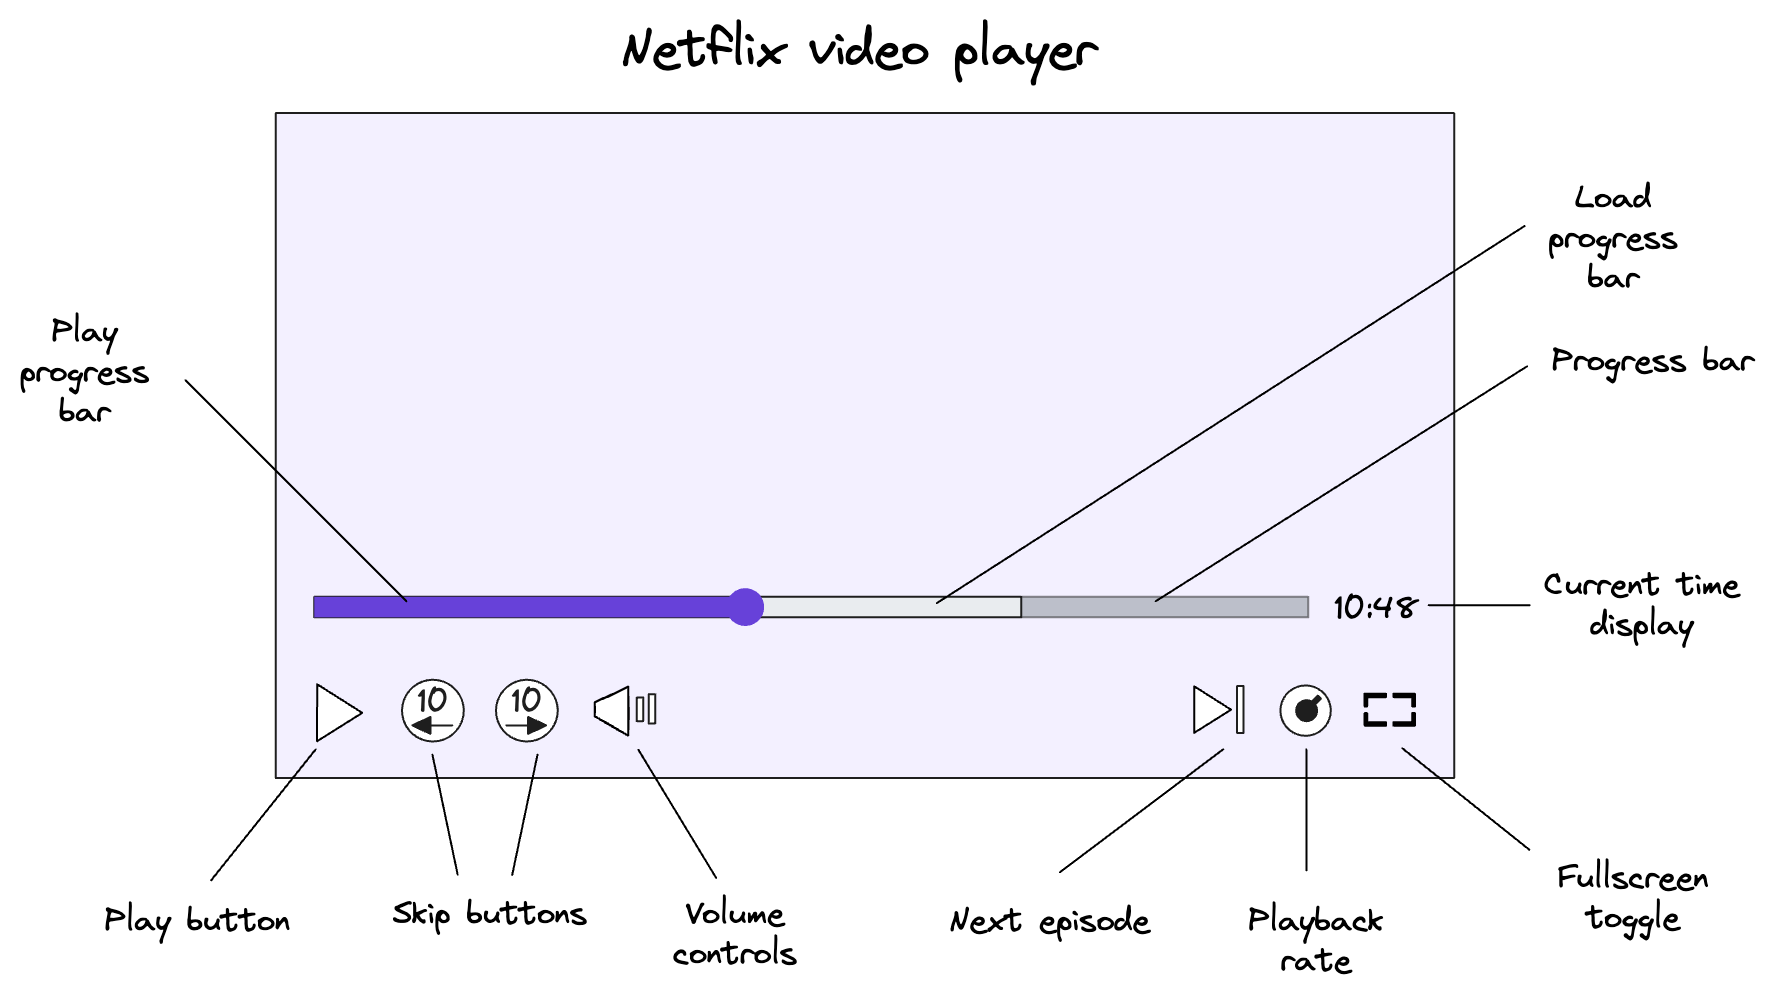 Netflix video player
Load
progress
bar
Play
progress
bar
Progress bar
10:48
Current time
display
10
10
Play button
Skip buttons
Volume
controls
Next episode
Playback
rate
Fullscreen
toggle